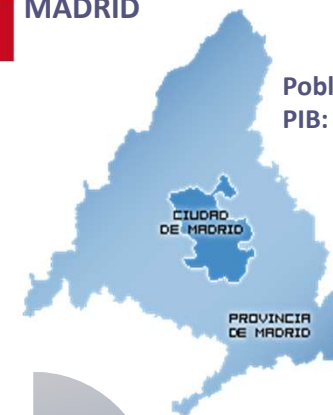 MADRID
Pobl
PIB:
CIUDAD
DE MADRID
PROVINCIA
DE MADRID